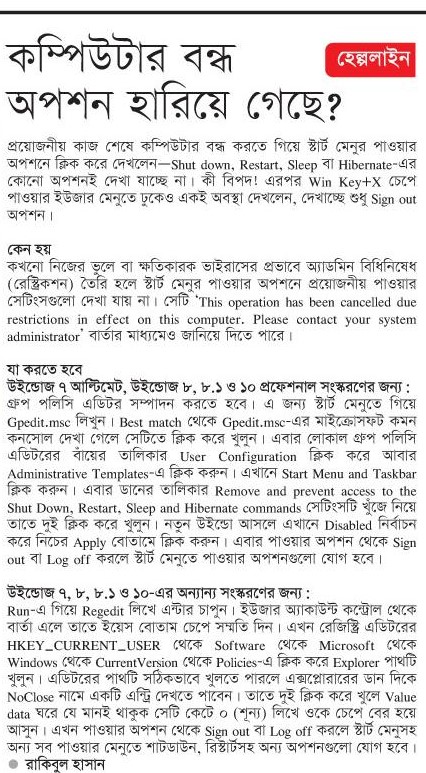 কম্পিউটার বন্ধ
হেল্পলাইন
অপশন হারিয়ে গেছে?
প্রয়োজনীয় কাজ শেষে কম্পিউটার বন্ধ করতে গিয়ে স্টার্ট মেনুর পাওয়ার
অপশনে ক্লিক করে দেখলেন—Shut down, Restart, Sleep বা Hibernate-এর
কোনো অপশনই দেখা যাচ্ছে না। কী বিপদ! এরপর Win Key+X চেপে
পাওয়ার ইউজার মেনুতে ঢুকেও একই অবস্থা দেখলেন, দেখাচ্ছে শুধু Sign out
অপশন।
কেন হয়
কখনো নিজের ভুলে বা ক্ষতিকারক ভাইরাসের প্রভাবে অ্যাডমিন বিধিনিষেধ
(রেস্ট্রিকশন) তৈরি হলে স্টার্ট মেনুর পাওয়ার অপশনে প্রয়োজনীয় পাওয়ার
সেটিংসগুলো দেখা যায় না। সেটি 'This operation has been cancelled due
restrictions in effect on this computer. Please contact your system
administrator' বার্তার মাধ্যমেও জানিয়ে দিতে পারে।
যা করতে হবে
উইন্ডোজ ৭ আল্টিমেট, উইন্ডোজ ৮, ৮.১ ও ১০ প্রফেশনাল সংস্করণের জন্য :
গ্রুপ পলিসি এডিটর সম্পাদন করতে হবে। এ জন্য স্টার্ট মেনুতে গিয়ে
Gpedit.msc লিখুন। Best match থেকে Gpedit.msc-এর মাইক্রোসফট কমন
কনসোল দেখা গেলে সেটিতে ক্লিক করে খুলুন। এবার লোকাল গ্রুপ পলিসি
এডিটরের বাঁয়ের তালিকার User Configuration ক্লিক করে আবার
Administrative Templates-এ ক্লিক করুন। এখানে Start Menu and Taskbar
ক্লিক করুন। এবার ডানের তালিকার Remove and prevent access to the
Shut Down, Restart, Sleep and Hibernate commands সেটিংসটি খুঁজে নিয়ে
তাতে দুই ক্লিক করে খুলুন। নতুন উইন্ডো আসলে এখানে Disabled নির্বাচন
করে নিচের Apply বোতামে ক্লিক করুন। এবার পাওয়ার অপশন থেকে Sign
out বা Log off করলে স্টার্ট মেনুতে পাওয়ার অপশনগুলো যোগ হবে।
উইন্ডোজ ৭, ৮, ৮.১ ও ১০-এর অন্যান্য সংস্করণের জন্য :
Run-এ গিয়ে Regedit লিখে এন্টার চাপুন। ইউজার অ্যাকাউন্ট কন্ট্রোল থেকে
বার্তা এলে তাতে ইয়েস বোতাম চেপে সম্মতি দিন। এখন রেজিস্ট্রি এডিটরের
HKEY_CURRENT_USER থেকে Software থেকে Microsoft থেকে
Windows থেকে CurrentVersion থেকে Policies-এ ক্লিক করে Explorer পাথটি
খুলুন। এডিটরের পাথটি সঠিকভাবে খুলতে পারলে এক্সপ্লোরারের ডান দিকে
NoClose নামে একটি এন্ট্রি দেখতে পাবেন। তাতে দুই ক্লিক করে খুলে Value
data ঘরে যে মানই থাকুক সেটি কেটে ০ (শূন্য) লিখে ওকে চেপে বের হয়ে
আসুন। এখন পাওয়ার অপশন থেকে Sign out বা Log off করলে স্টার্ট মেনুসহ
অন্য সব পাওয়ার মেনুতে শাটডাউন, রিস্টার্টসহ অন্য অপশনগুলো যোগ হবে।
● রাকিবুল হাসান